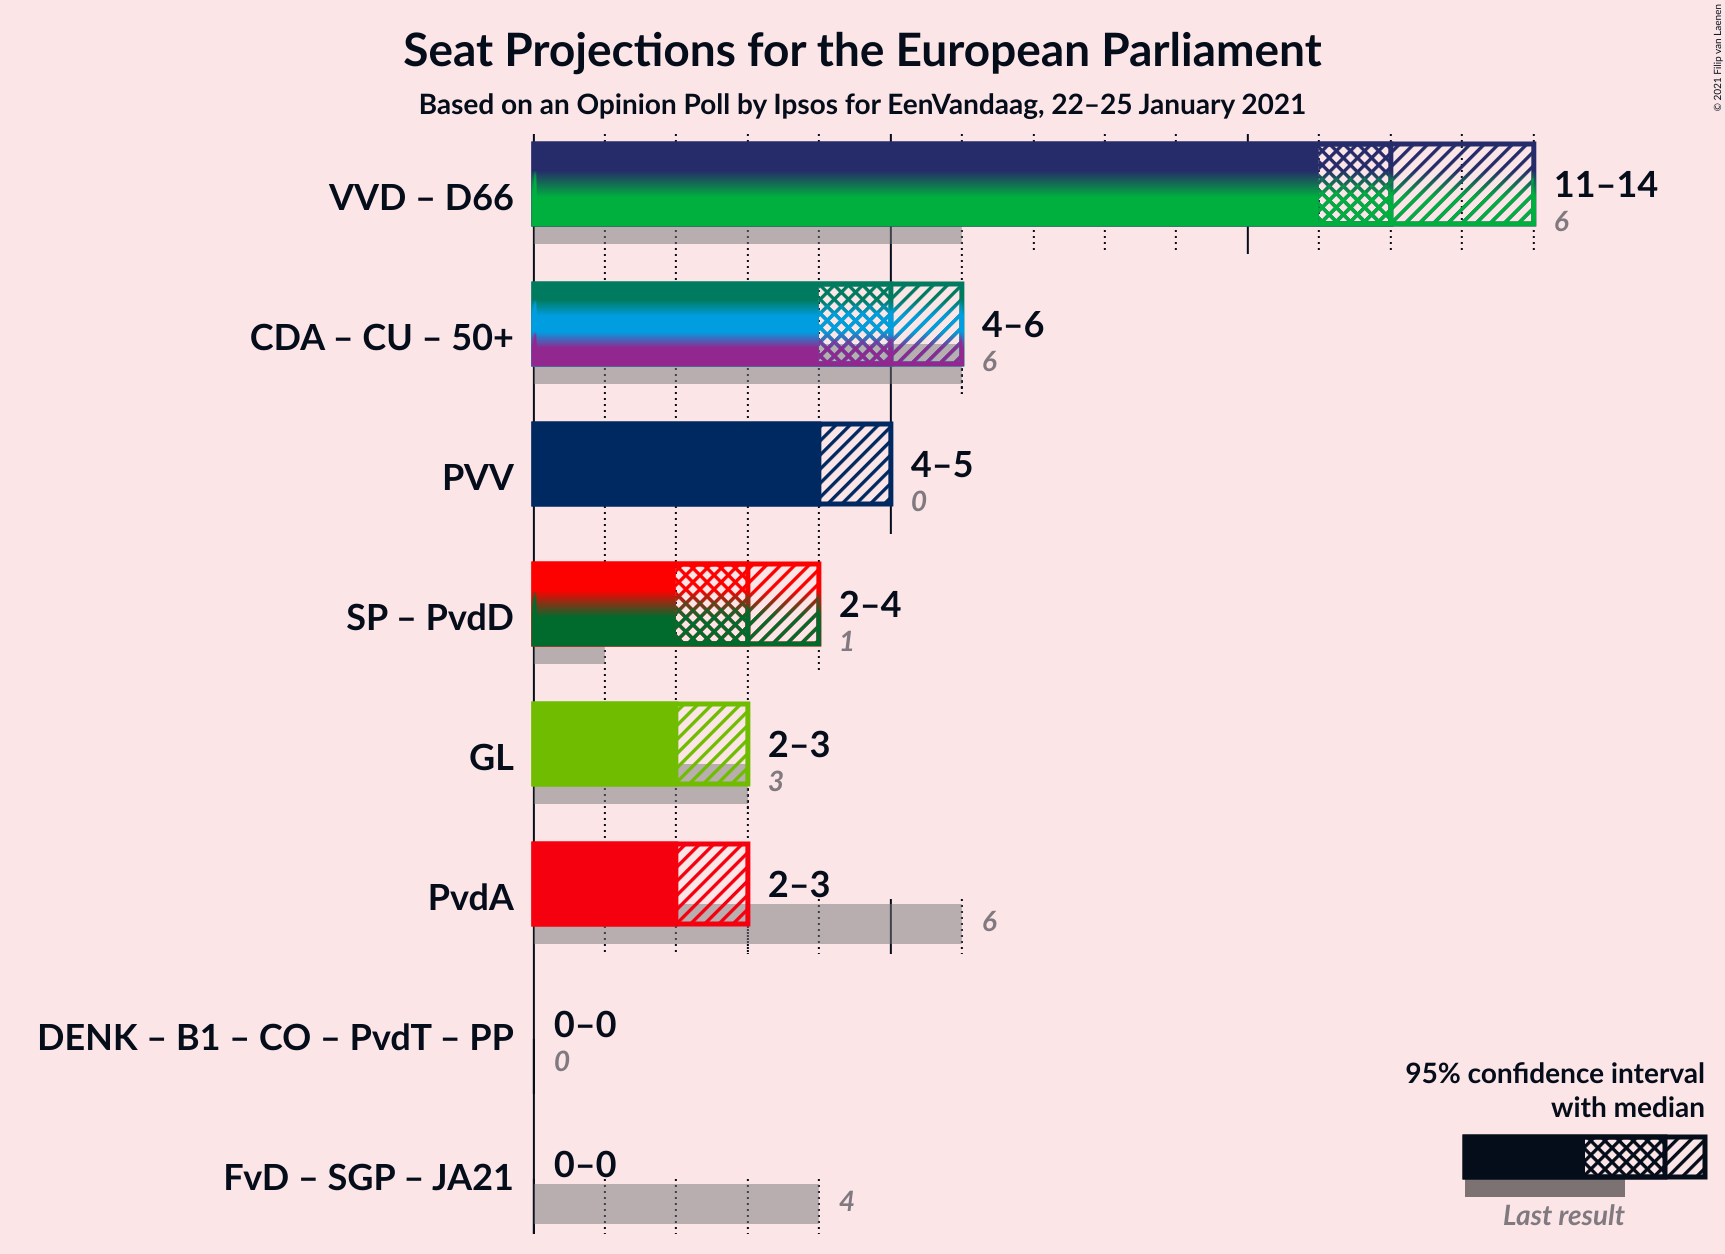 Seat Projections for the European Parliament
Based on an Opinion Poll by Ipsos for EenVandaag, 22–25 January 2021
© 2021 Filip van Laenen
VVD – D66
11–14
6
CDA – CU – 50+
4–6
6
PVV
4–5
0
SP – PvdD
2–4
1
GL
2–3
3
PvdA
2–3
6
DENK – B1 – CO – PvdT – PP
0–0
0
FvD – SGP – JA21
0–0
4
95% confidence interval
with median
Last result